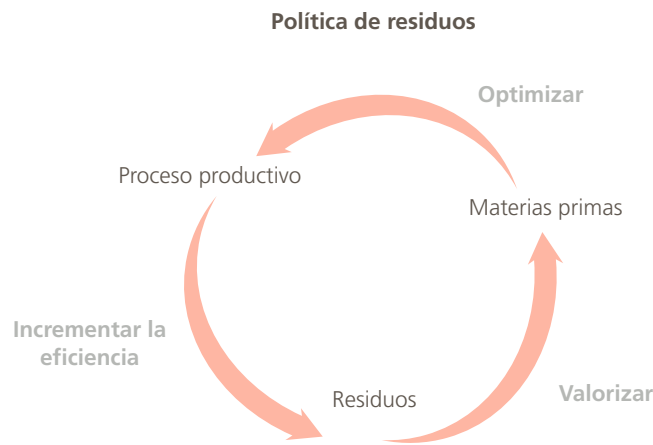 Política de residuos
Optimizar
Proceso productivo
Materias primas
Incrementar la
eficiencia
Residuos
Valorizar